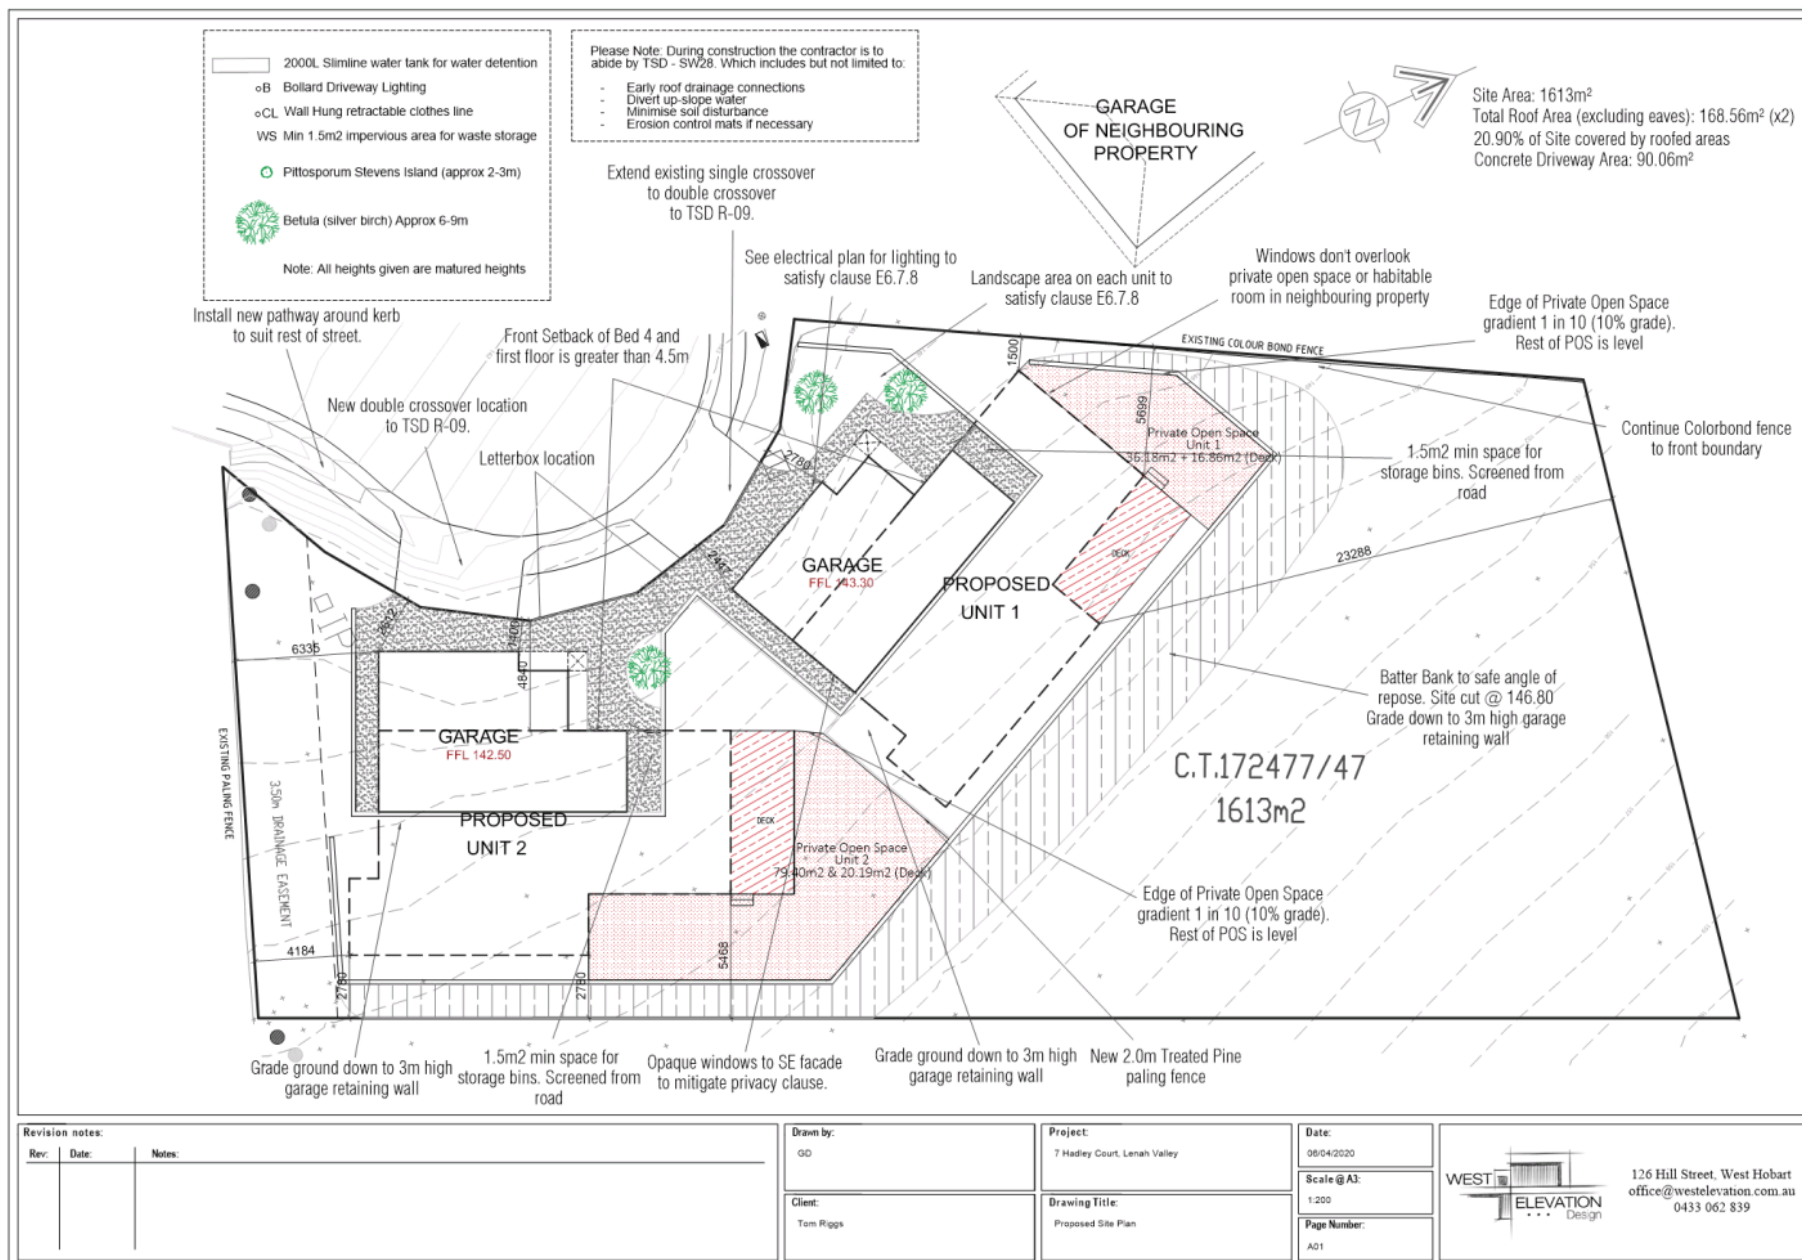 2000L Slimline water tank for water detention
oB Bollard Driveway Lighting
oCL Wall Hung retractable clothes line
WS Min 1.5m2 impervious area for waste storage
Pittosporum Stevens Island (approx 2-3m)
Betula (silver birch) Approx 6-9m
Note: All heights given are matured heights
Please Note: During construction the contractor is to
abide by TSD - SW28. Which includes but not limited to:
- Early roof drainage connections
- Divert up-slope water
- Minimise soil disturbance
- Erosion control mats if necessary
GARAGE
OF NEIGHBOURING
PROPERTY
Z
Site Area: 1613m²
Total Roof Area (excluding eaves): 168.56m² (x2)
20.90% of Site covered by roofed areas
Concrete Driveway Area: 90.06m²
Extend existing single crossover
to double crossover
to TSD R-09.
See electrical plan for lighting to
satisfy clause E6.7.8
Landscape area on each unit to
satisfy clause E6.7.8
Windows don't overlook
private open space or habitable
room in neighbouring property
Edge of Private Open Space
gradient 1 in 10 (10% grade).
Rest of POS is level
Install new pathway around kerb
to suit rest of street.
Front Setback of Bed 4 and
first floor is greater than 4.5m
New double crossover location
to TSD R-09.
Letterbox location
EXISTING COLOUR BOND FENCE
1500
5699
Private Open Space
Unit 1
36.18m2 + 16.86m2 (Deck)
1.5m2 min space for
storage bins. Screened from
road
Continue Colorbond fence
to front boundary
2780
2447
GARAGE
FFL 143.30
PROPOSED
UNIT 1
DECK
23288
2612
1400
4840
6335
GARAGE
FFL 142.50
PROPOSED
UNIT 2
DECK
Private Open Space
Unit 2
79.40m2 & 20.19m2 (Deck)
EXISTING PALING FENCE
3.50m DRAINAGE EASEMENT
4184
2780
2780
5468
Batter Bank to safe angle of
repose. Site cut @ 146.80
Grade down to 3m high garage
retaining wall
C.T.172477/47
1613m2
Edge of Private Open Space
gradient 1 in 10 (10% grade).
Rest of POS is level
Grade ground down to 3m high
garage retaining wall
1.5m2 min space for
storage bins. Screened from
road
Opaque windows to SE facade
to mitigate privacy clause.
Grade ground down to 3m high
garage retaining wall
New 2.0m Treated Pine
paling fence
Revision notes:
Rev: Date: Notes:
Drawn by:
GD
Client:
Tom Riggs
Project:
7 Hadley Court, Lenah Valley
Drawing Title:
Proposed Site Plan
Date:
06/04/2020
Scale @ A3:
1:200
Page Number:
A01
WEST
ELEVATION
Design
126 Hill Street, West Hobart
office@westelevation.com.au
0433 062 839